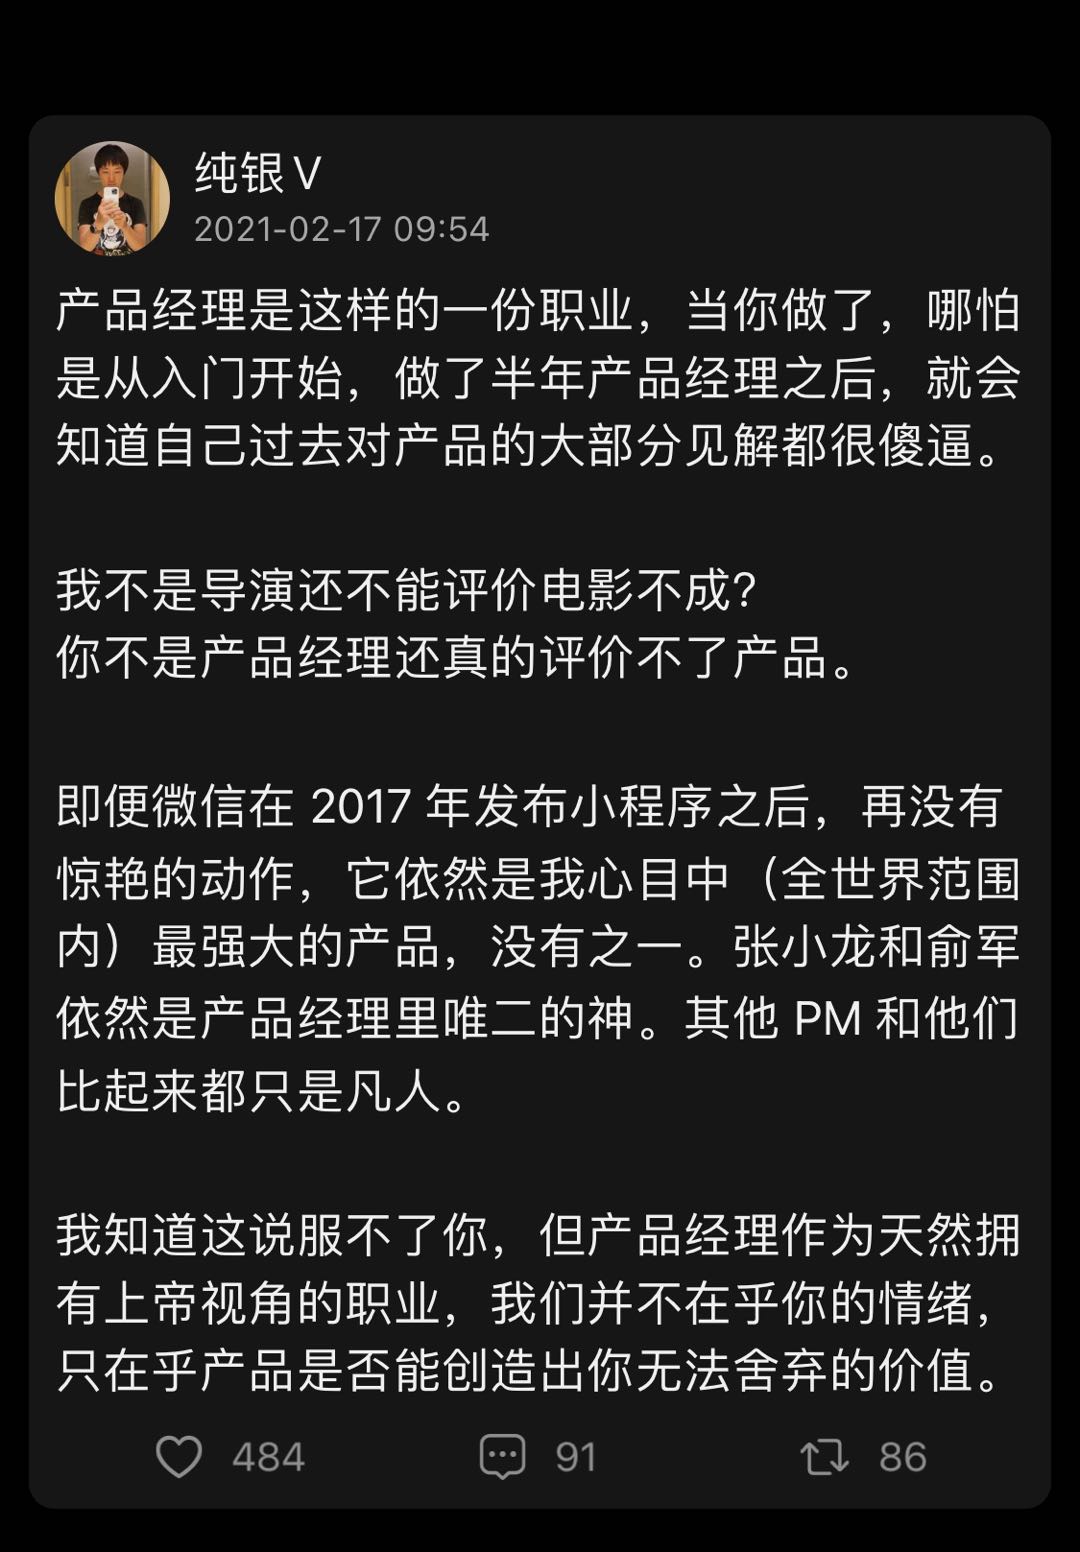 纯银V
2021-02-17 09:54
产品经理是这样的一份职业，当你做了，哪怕
是从入门开始，做了半年产品经理之后，就会
知道自己过去对产品的大部分见解都很傻逼。
我不是导演还不能评价电影不成?
你不是产品经理还真的评价不了产品。
即便微信在 2017 年发布小程序之后，再没有
惊艳的动作，它依然是我心目中（全世界范围
内）最强大的产品，没有之一。张小龙和俞军
依然是产品经理里唯二的神。其他 PM 和他们
比起来都只是凡人。
我知道这说服不了你，但产品经理作为天然拥
有上帝视角的职业，我们并不在乎你的情绪，
只在乎产品是否能创造出你无法舍弃的价值。
484 91 86